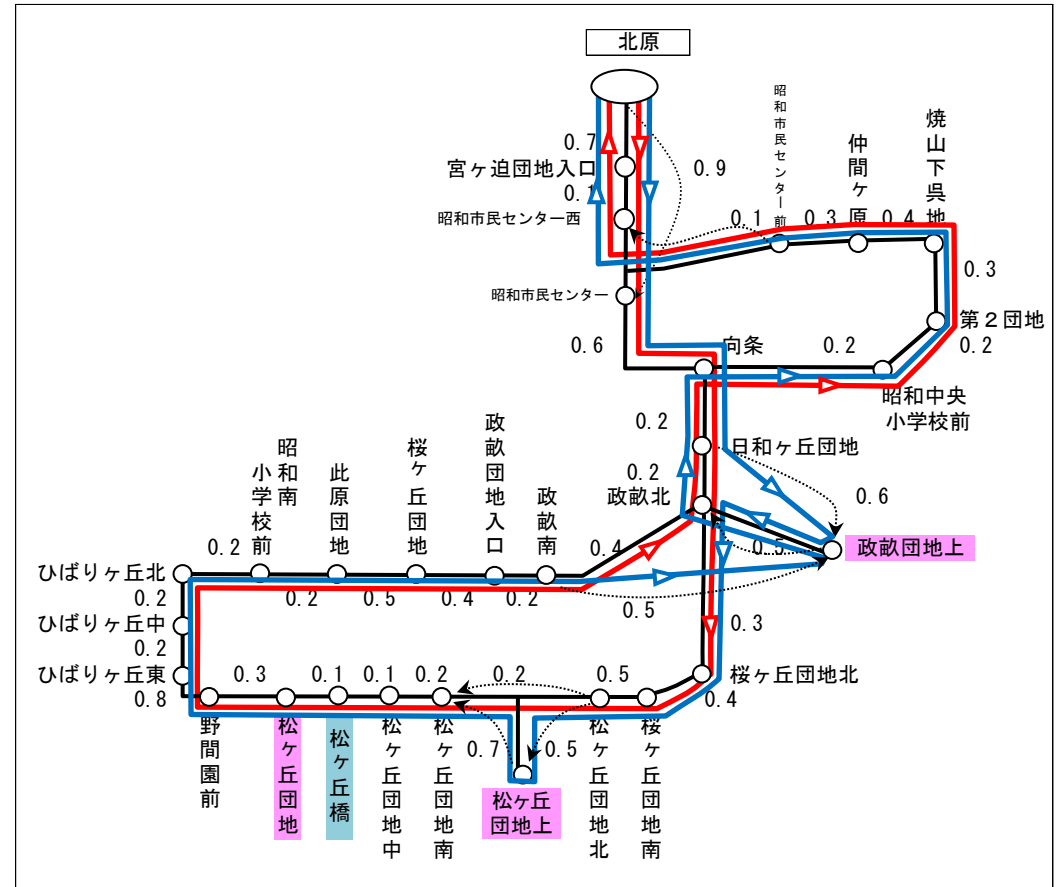 北原
0.7
宮ヶ迫団地入口
0.1
昭和市民センター西
0.9
昭和市民センター前
仲間ヶ原
焼山下呉地
0.1
0.3
0.4
0.3
昭和市民センター
第2団地
0.6
向条
0.2
0.2
昭和中央
小学校前
0.2
日和ヶ丘団地
0.2
政畝北
0.6
0.5
政畝団地上
昭和南
小学校前
此原団地
桜ヶ丘団地
政畝団地入口
政畝南
0.2
0.4
ひばりヶ丘北
0.2
0.2
0.5
0.4
0.2
0.5
ひばりヶ丘中
0.2
0.3
ひばりヶ丘東
0.8
0.3
0.1
0.1
0.2
0.2
0.5
桜ヶ丘団地北
0.4
野間園前
松ヶ丘団地
松ヶ丘橋
松ヶ丘団地中
松ヶ丘団地南
0.7
0.5
松ヶ丘
団地上
松ヶ丘団地北
桜ヶ丘団地南